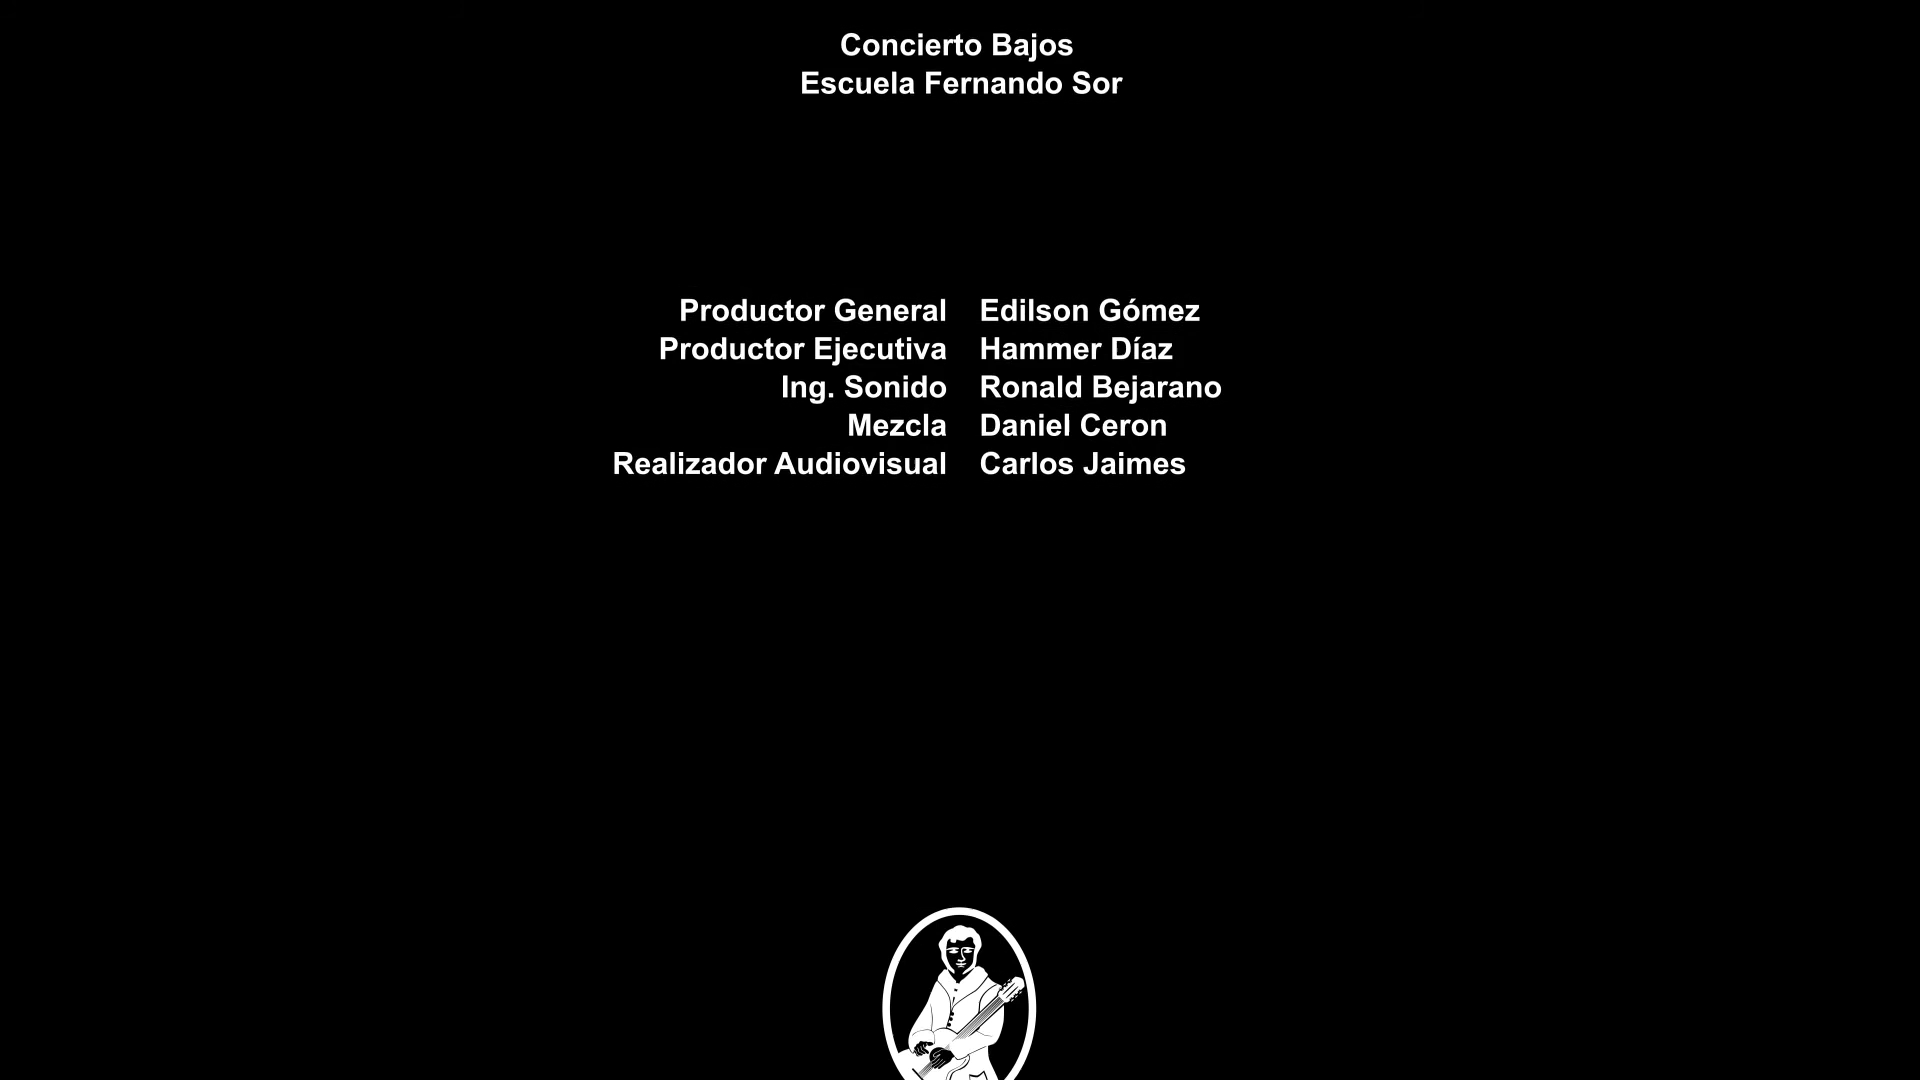 Concierto Bajos
Escuela Fernando Sor
Productor General Edilson Gómez
Productor Ejecutiva Hammer Díaz
Ing. Sonido Ronald Bejarano
Mezcla Daniel Ceron
Realizador Audiovisual Carlos Jaimes